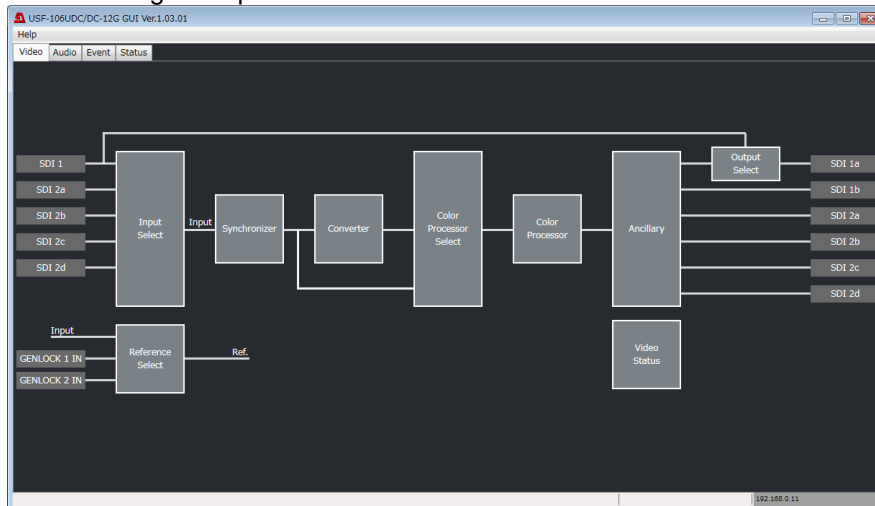 USF-106UDC/DC-12G GUI Ver.1.03.01
Help
Video Audio Event Status
SDI 1
SDI 2a
SDI 2b
SDI 2c
SDI 2d
Input
Select
Input
Synchronizer
Converter
Color
Processor
Select
Color
Processor
Ancillary
Output
Select
SDI 1a
SDI 1b
SDI 2a
SDI 2b
SDI 2c
SDI 2d
Input
GENLOCK 1 IN
GENLOCK 2 IN
Reference
Select
Ref.
Video
Status
192.168.0.11